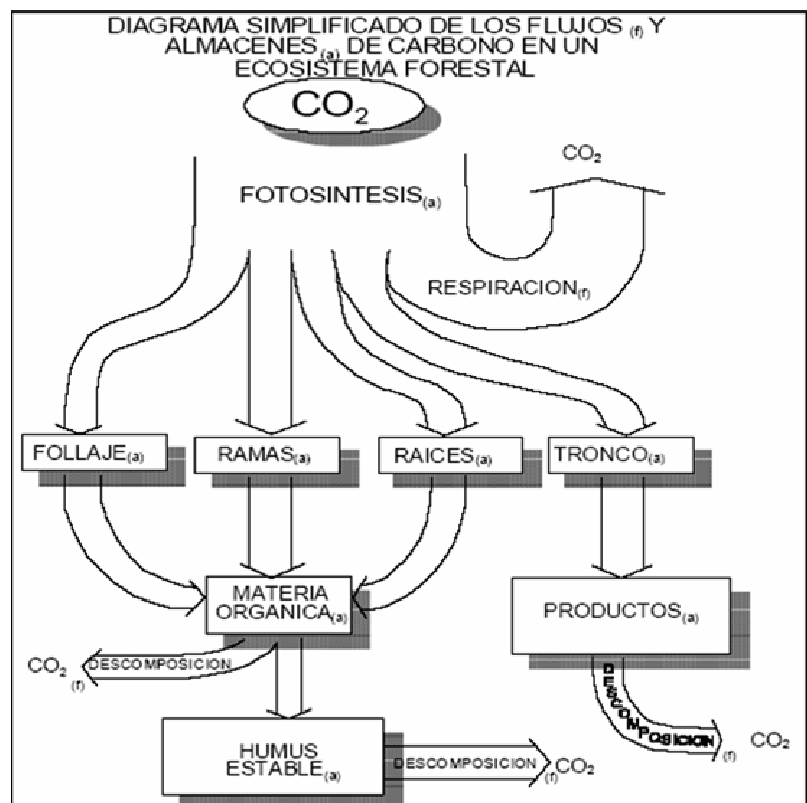 DIAGRAMA SIMPLIFICADO DE LOS FLUJOS (f) Y
ALMACENES(a) DE CARBONO EN UN
ECOSISTEMA FORESTAL
CO2
CO2
FOTOSINTESIS(a)
RESPIRACION(f)
FOLLAJE(a)
RAMAS(a)
RAICES(a)
TRONCO(a)
MATERIA
ORGANICA(a)
PRODUCTOS(a)
CO2 (f) DESCOMPOSICION
DESCOMPOSICION (f) CO2
HUMUS
ESTABLE(a)
DESCOMPOSICION (f) CO2